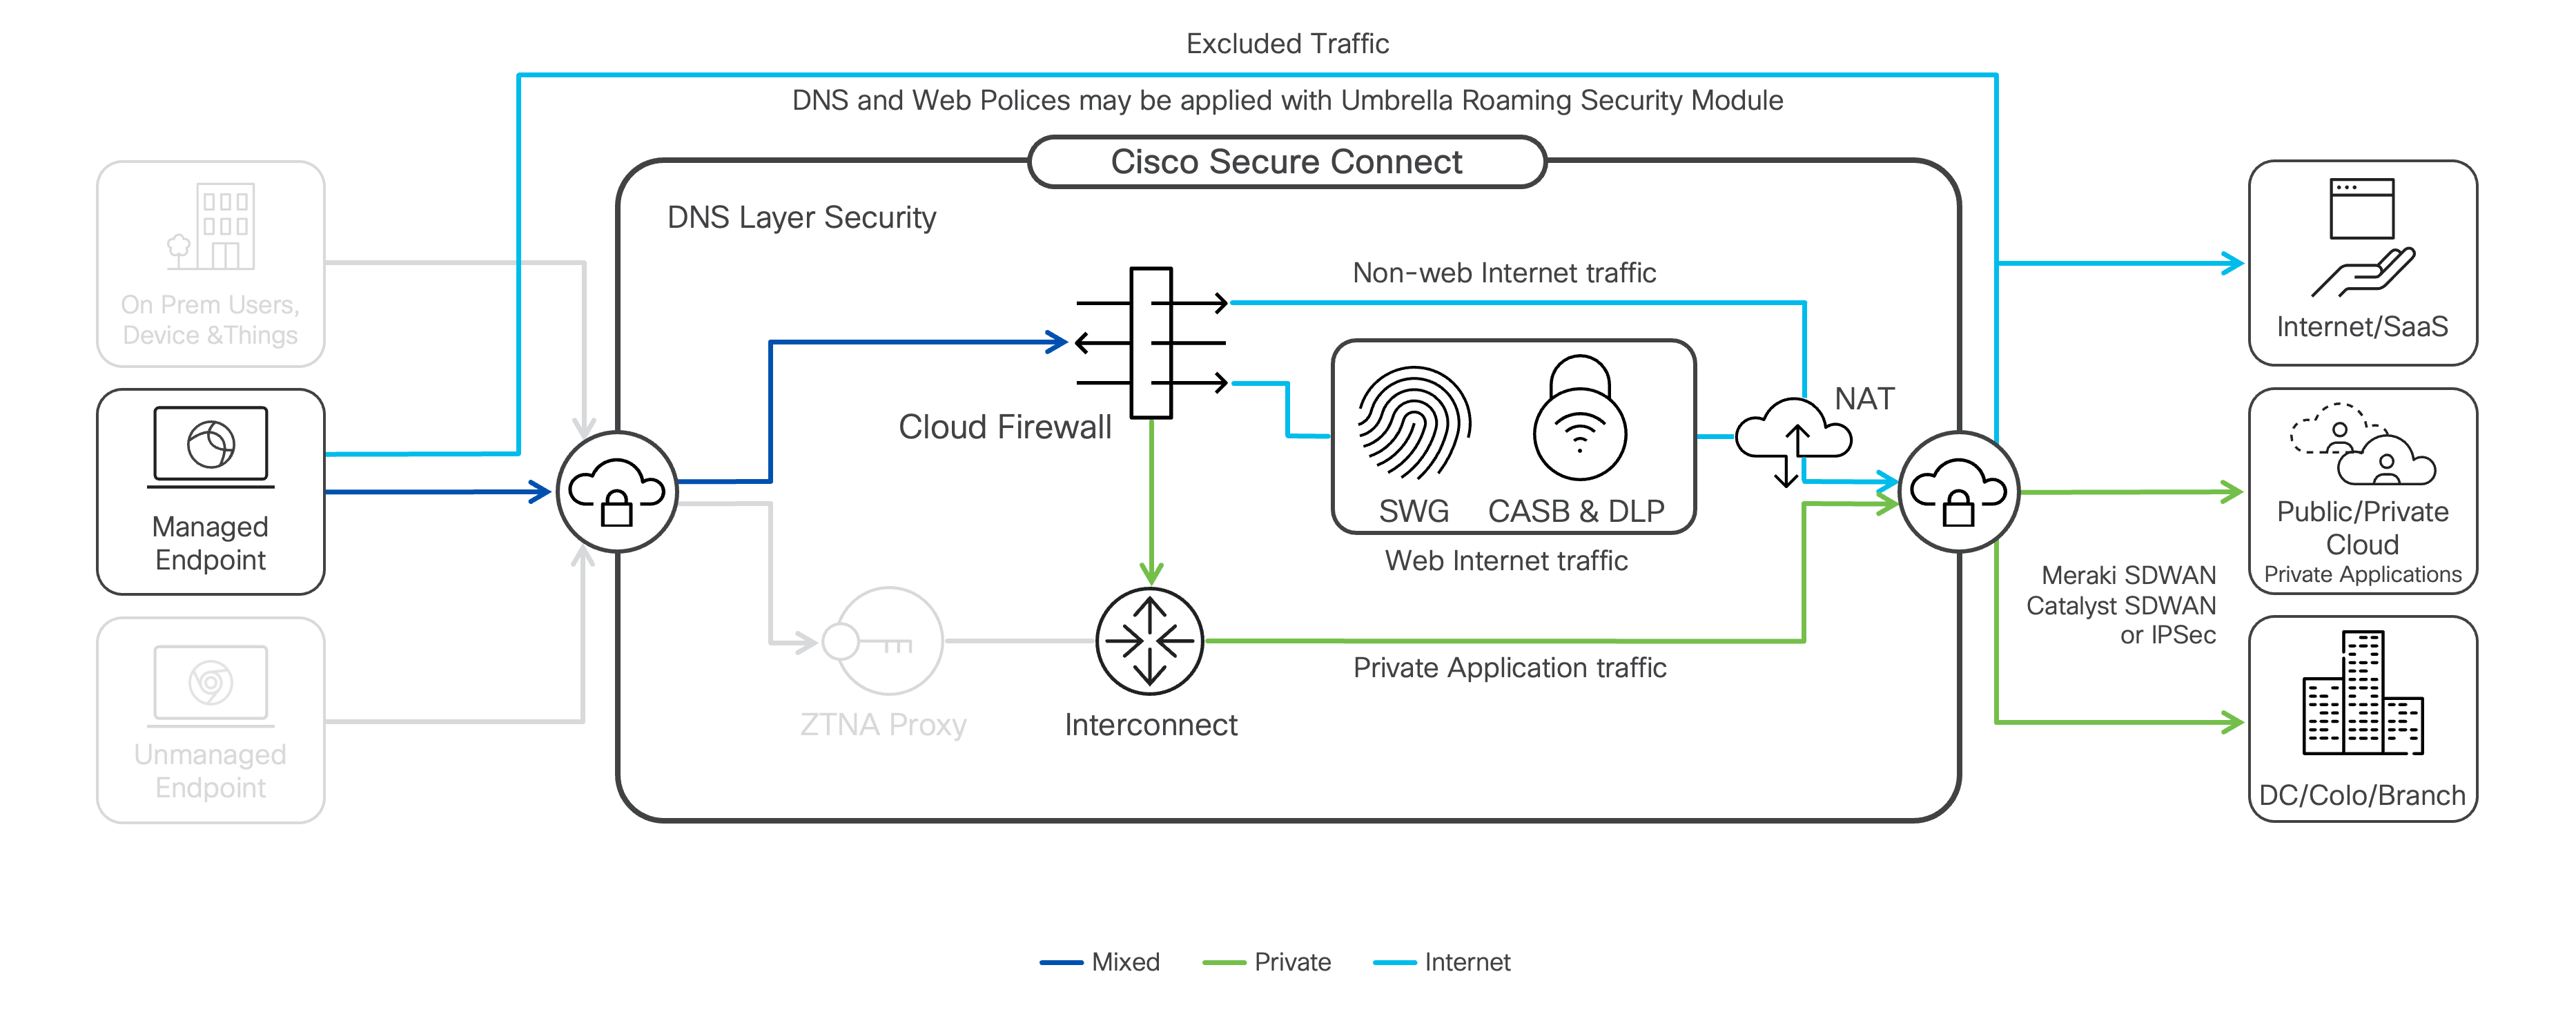 Excluded Traffic
DNS and Web Polices may be applied with Umbrella Roaming Security Module
Cisco Secure Connect
DNS Layer Security
On Prem Users,
Device &Things
Managed
Endpoint
Unmanaged
Endpoint
Non-web Internet traffic
Cloud Firewall
SWG
CASB & DLP
Web Internet traffic
NAT
ZTNA Proxy
Interconnect
Private Application traffic
Meraki SDWAN
Catalyst SDWAN
or IPSec
Internet/SaaS
Public/Private
Cloud
Private Applications
DC/Colo/Branch
Mixed
Private
Internet